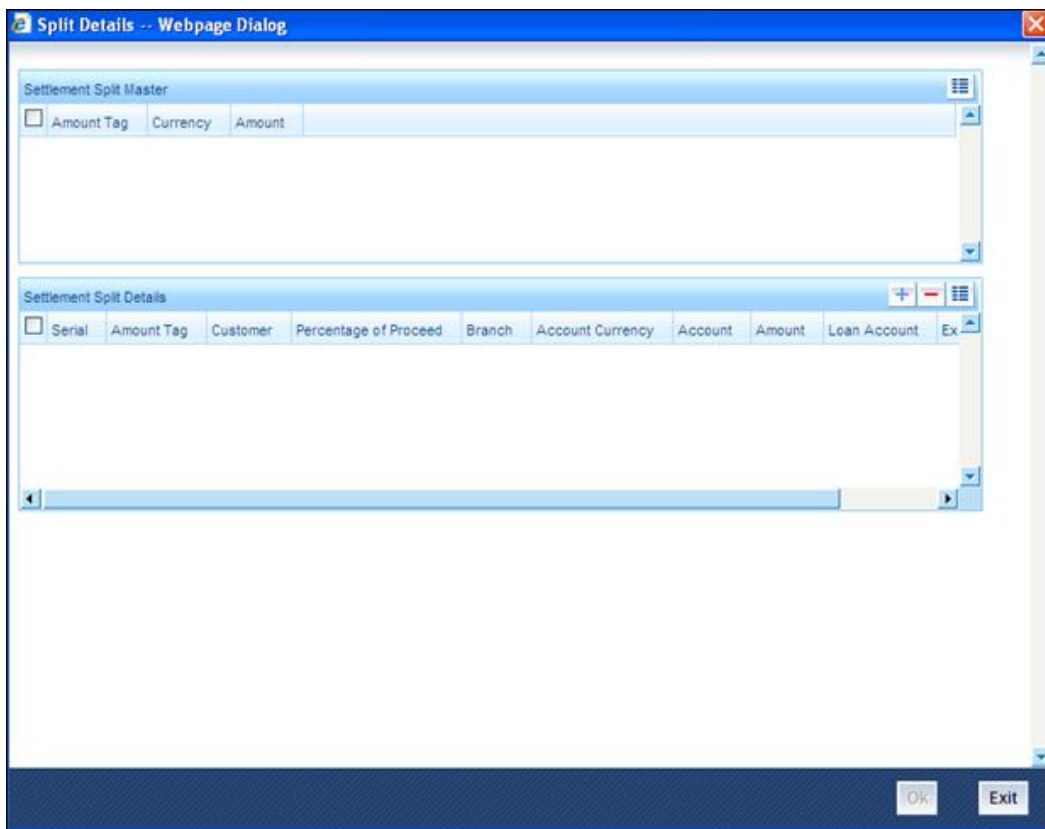 Split Details -- Webpage Dialog
Settlement Split Master
Amount Tag Currency Amount
Settlement Split Details
Serial Amount Tag Customer Percentage of Proceed Branch Account Currency Account Amount Loan Account Ex
Ok Exit